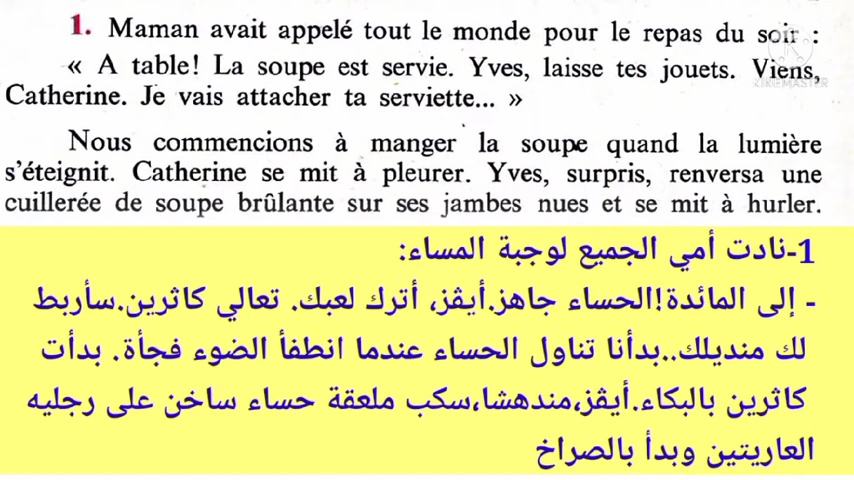 1. Maman avait appelé tout le monde pour le repas du soir :
« A table! La soupe est servie. Yves, laisse tes jouets. Viens,
Catherine. Je vais attacher ta serviette... »
KINEMASTER
Nous commencions à manger la soupe quand la lumière
s'éteignit. Catherine se mit à pleurer. Yves, surpris, renversa une
cuillerée de soupe brûlante sur ses jambes nues et se mit à hurler.
1-نادت أمي الجميع لوجبة المساء:
- إلى المائدة!الحساء جاهز.أيڤز، أترك لعبك. تعالي كاثرين.سأربط
لك منديلك..بدأنا تناول الحساء عندما انطفأ الضوء فجأة. بدأت
كاثرين بالبكاء.أيڤز،مندهشا،سكب ملعقة حساء ساخن على رجليه
العاريتين وبدأ بالصراخ